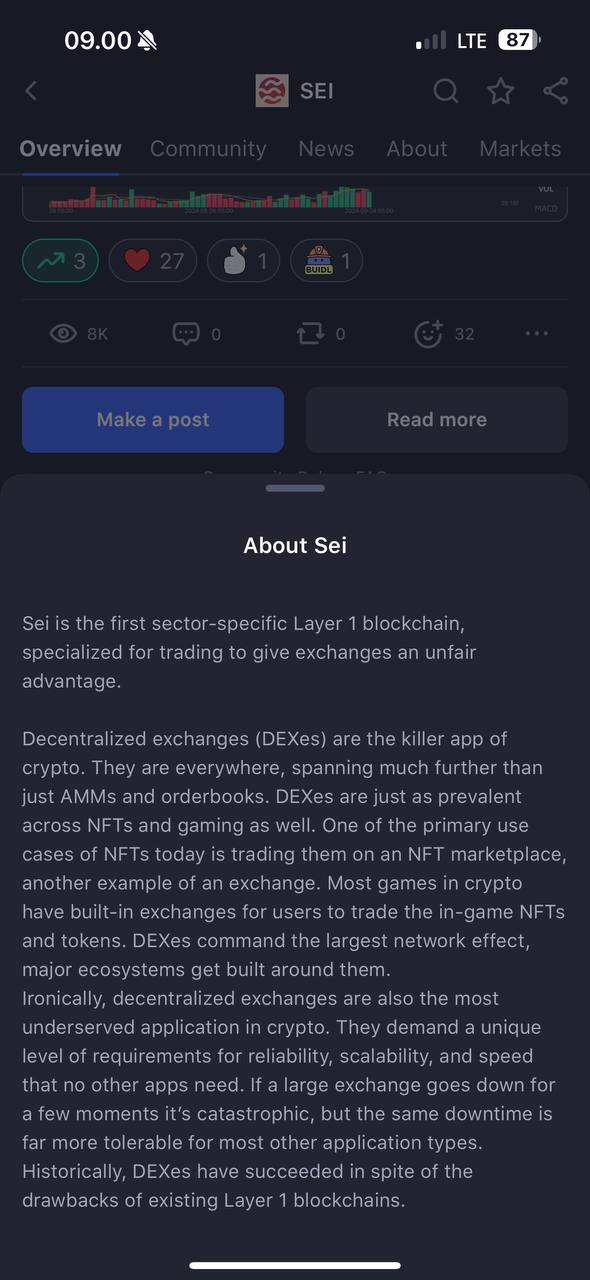 09.00
LTE
87
SEI
Overview
Community
News
About
Markets
VOL
MACD
3
27
1
BUIDL
1
8K
0
0
32
Make a post
Read more
About Sei
Sei is the first sector-specific Layer 1 blockchain,
specialized for trading to give exchanges an unfair
advantage.
Decentralized exchanges (DEXes) are the killer app of
crypto. They are everywhere, spanning much further than
just AMMs and orderbooks. DEXes are just as prevalent
across NFTs and gaming as well. One of the primary use
cases of NFTs today is trading them on an NFT marketplace,
another example of an exchange. Most games in crypto
have built-in exchanges for users to trade the in-game NFTs
and tokens. DEXes command the largest network effect,
major ecosystems get built around them.
Ironically, decentralized exchanges are also the most
underserved application in crypto. They demand a unique
level of requirements for reliability, scalability, and speed
that no other apps need. If a large exchange goes down for
a few moments it’s catastrophic, but the same downtime is
far more tolerable for most other application types.
Historically, DEXes have succeeded in spite of the
drawbacks of existing Layer 1 blockchains.